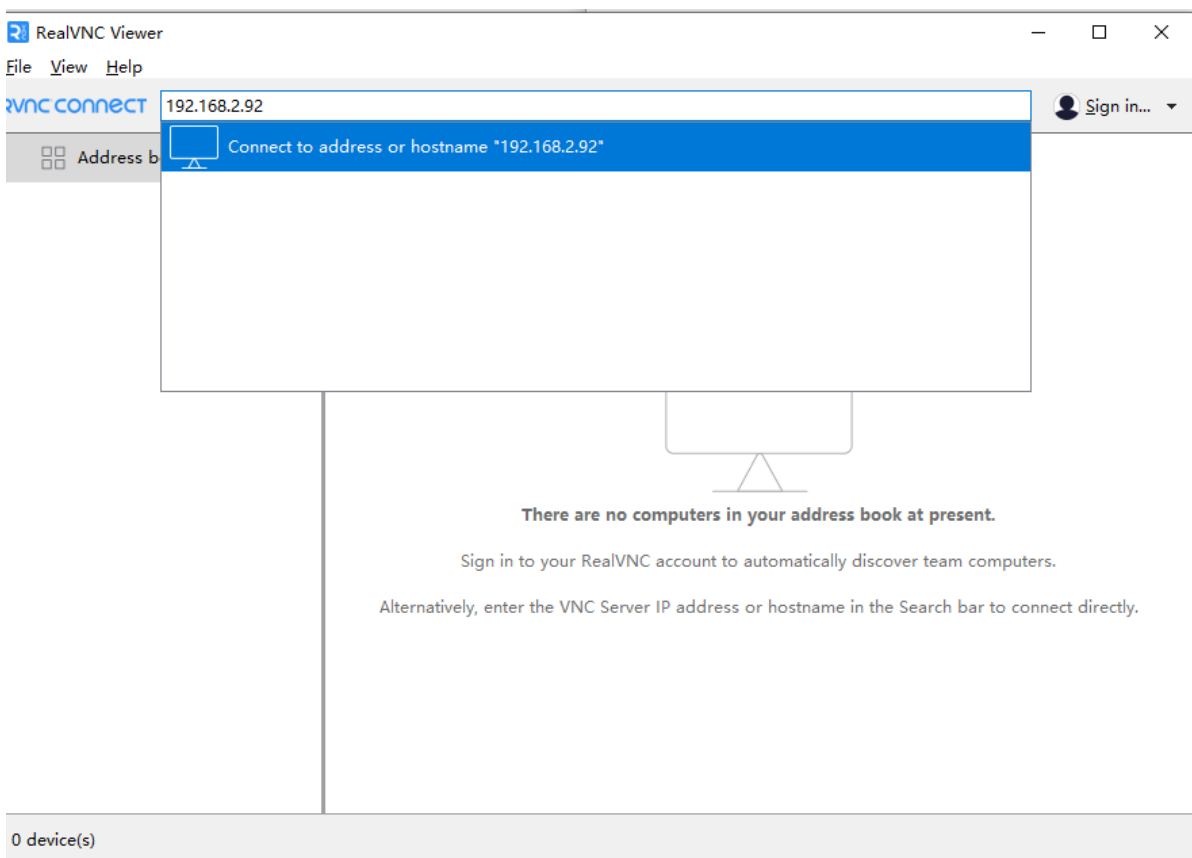 RealVNC Viewer
File View Help
RVNC CONNECT 192.168.2.92 Sign in...
Address b
Connect to address or hostname "192.168.2.92"
There are no computers in your address book at present.
Sign in to your RealVNC account to automatically discover team computers.
Alternatively, enter the VNC Server IP address or hostname in the Search bar to connect directly.
0 device(s)